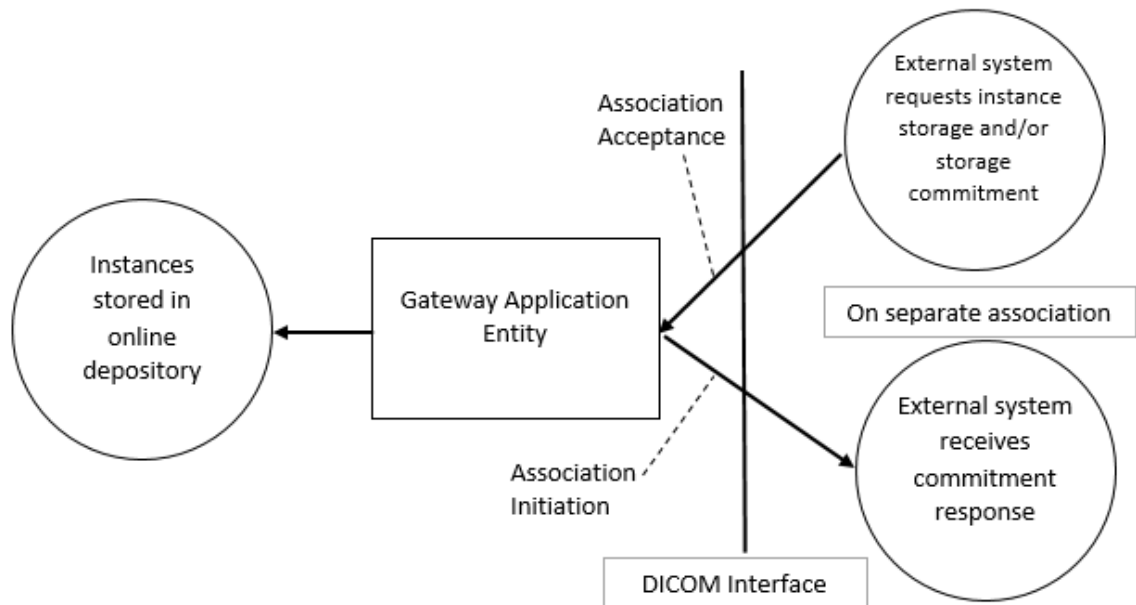 External system
requests instance
storage and/or
storage
commitment
Association
Acceptance
Instances
stored in
online
depository
Gateway Application
Entity
On separate association
External system
receives
commitment
response
Association
Initiation
DICOM Interface